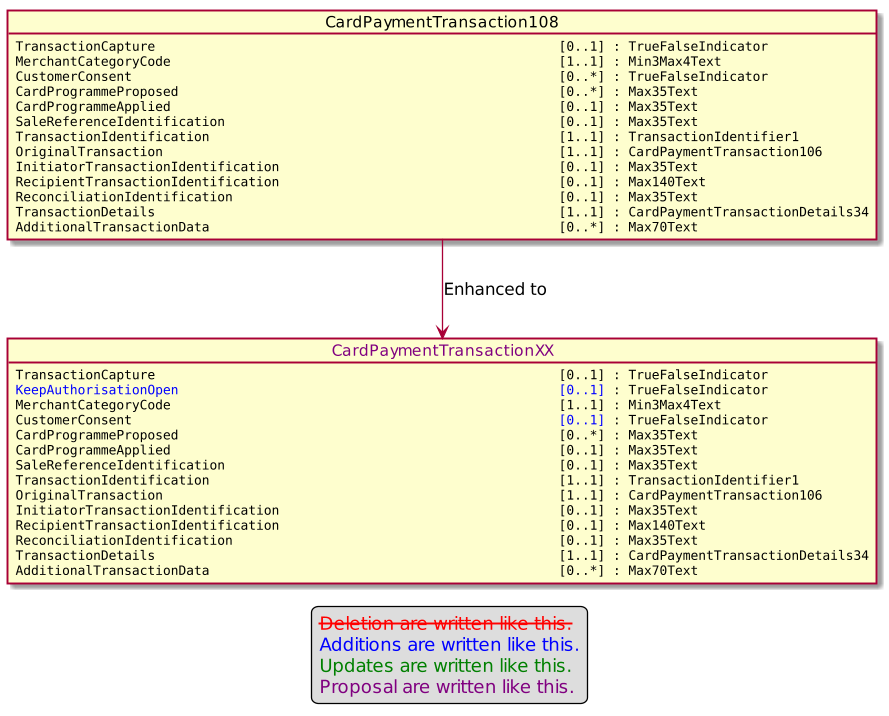 CardPaymentTransaction108
TransactionCapture [0..1] : TrueFalseIndicator
MerchantCategoryCode [1..1] : Min3Max4Text
CustomerConsent [0..*] : TrueFalseIndicator
CardProgrammeProposed [0..*] : Max35Text
CardProgrammeApplied [0..1] : Max35Text
SaleReferenceIdentification [0..1] : Max35Text
TransactionIdentification [1..1] : TransactionIdentifier1
OriginalTransaction [1..1] : CardPaymentTransaction106
InitiatorTransactionIdentification [0..1] : Max35Text
RecipientTransactionIdentification [0..1] : Max140Text
ReconciliationIdentification [0..1] : Max35Text
TransactionDetails [1..1] : CardPaymentTransactionDetails34
AdditionalTransactionData [0..*] : Max70Text
Enhanced to
CardPaymentTransactionXX
TransactionCapture [0..1] : TrueFalseIndicator
KeepAuthorisationOpen [0..1] : TrueFalseIndicator
MerchantCategoryCode [1..1] : Min3Max4Text
CustomerConsent [0..1] : TrueFalseIndicator
CardProgrammeProposed [0..*] : Max35Text
CardProgrammeApplied [0..1] : Max35Text
SaleReferenceIdentification [0..1] : Max35Text
TransactionIdentification [1..1] : TransactionIdentifier1
OriginalTransaction [1..1] : CardPaymentTransaction106
InitiatorTransactionIdentification [0..1] : Max35Text
RecipientTransactionIdentification [0..1] : Max140Text
ReconciliationIdentification [0..1] : Max35Text
TransactionDetails [1..1] : CardPaymentTransactionDetails34
AdditionalTransactionData [0..*] : Max70Text
Deletion are written like this.
Additions are written like this.
Updates are written like this.
Proposal are written like this.